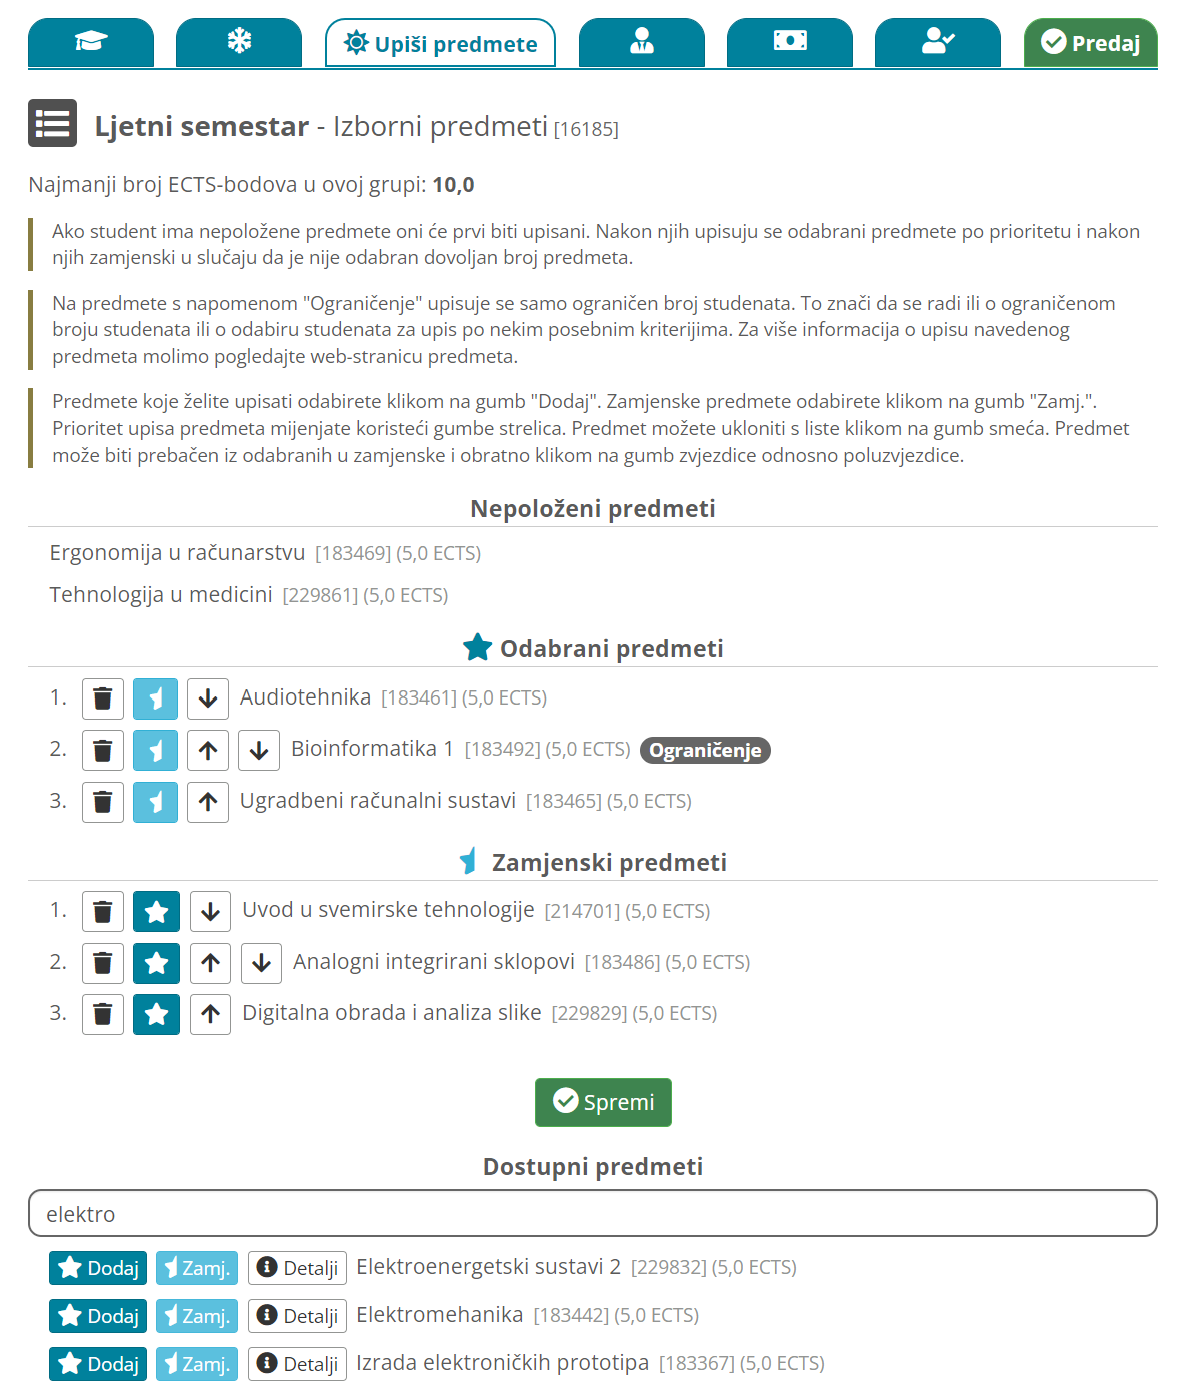 Upiši predmete
Predaj
Ljetni semestar - Izborni predmeti [16185]
Najmanji broj ECTS-bodova u ovoj grupi: 10,0
Ako student ima nepoložene predmete oni će prvi biti upisani. Nakon njih upisuju se odabrani predmete po prioritetu i nakon
njih zamjenski u slučaju da je nije odabran dovoljan broj predmeta.
Na predmete s napomenom "Ograničenje" upisuje se samo ograničen broj studenata. To znači da se radi ili o ograničenom
broju studenata ili o odabiru studenata za upis po nekim posebnim kriterijima. Za više informacija o upisu navedenog
predmeta molimo pogledajte web-stranicu predmeta.
Predmete koje želite upisati odabirete klikom na gumb "Dodaj". Zamjenske predmete odabirete klikom na gumb "Zamj.".
Prioritet upisa predmeta mijenjate koristeći gumbe strelica. Predmet možete ukloniti s liste klikom na gumb smeća. Predmet
može biti prebačen iz odabranih u zamjenske i obratno klikom na gumb zvjezdice odnosno poluzvjezdice.
Nepoloženi predmeti
Ergonomija u računarstvu [183469] (5,0 ECTS)
Tehnologija u medicini [229861] (5,0 ECTS)
Odabrani predmeti
1. Audiotehnika [183461] (5,0 ECTS)
2. Bioinformatika 1 [183492] (5,0 ECTS) Ograničenje
3. Ugradbeni računalni sustavi [183465] (5,0 ECTS)
Zamjenski predmeti
1. Uvod u svemirske tehnologije [214701] (5,0 ECTS)
2. Analogni integrirani sklopovi [183486] (5,0 ECTS)
3. Digitalna obrada i analiza slike [229829] (5,0 ECTS)
Spremi
Dostupni predmeti
elektro
Dodaj Zamj. Detalji Elektroenergetski sustavi 2 [229832] (5,0 ECTS)
Dodaj Zamj. Detalji Elektromehanika [183442] (5,0 ECTS)
Dodaj Zamj. Detalji Izrada elektroničkih prototipa [183367] (5,0 ECTS)